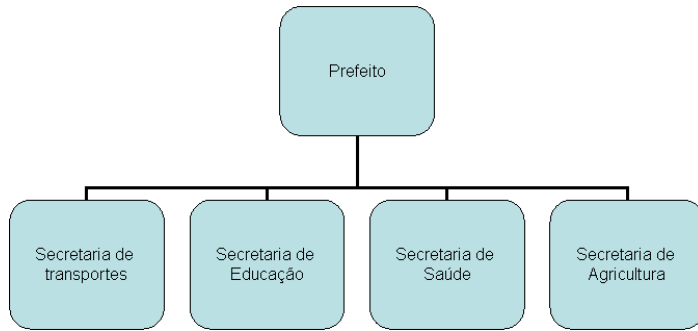 Prefeito
Secretaria de
transportes
Secretaria de
Educação
Secretaria de
Saúde
Secretaria de
Agricultura